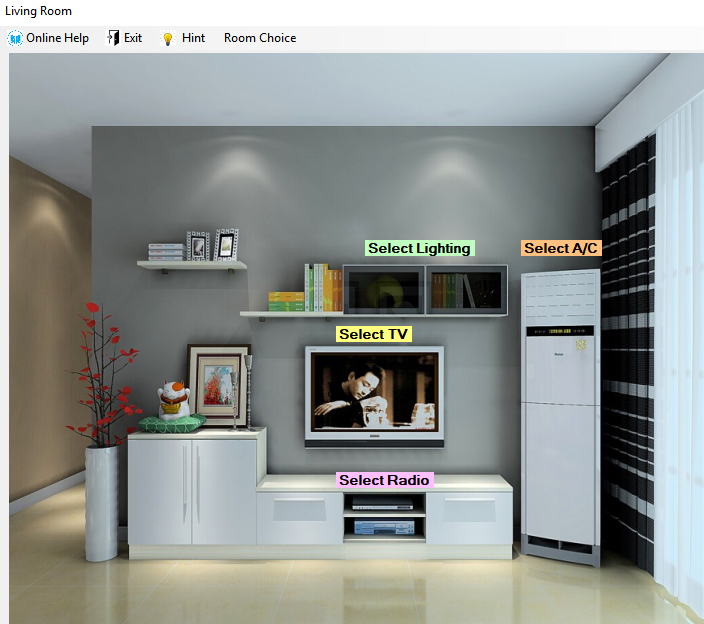 Living Room
Online Help Exit Hint Room Choice
Select Lighting
Select A/C
Select TV
Select Radio